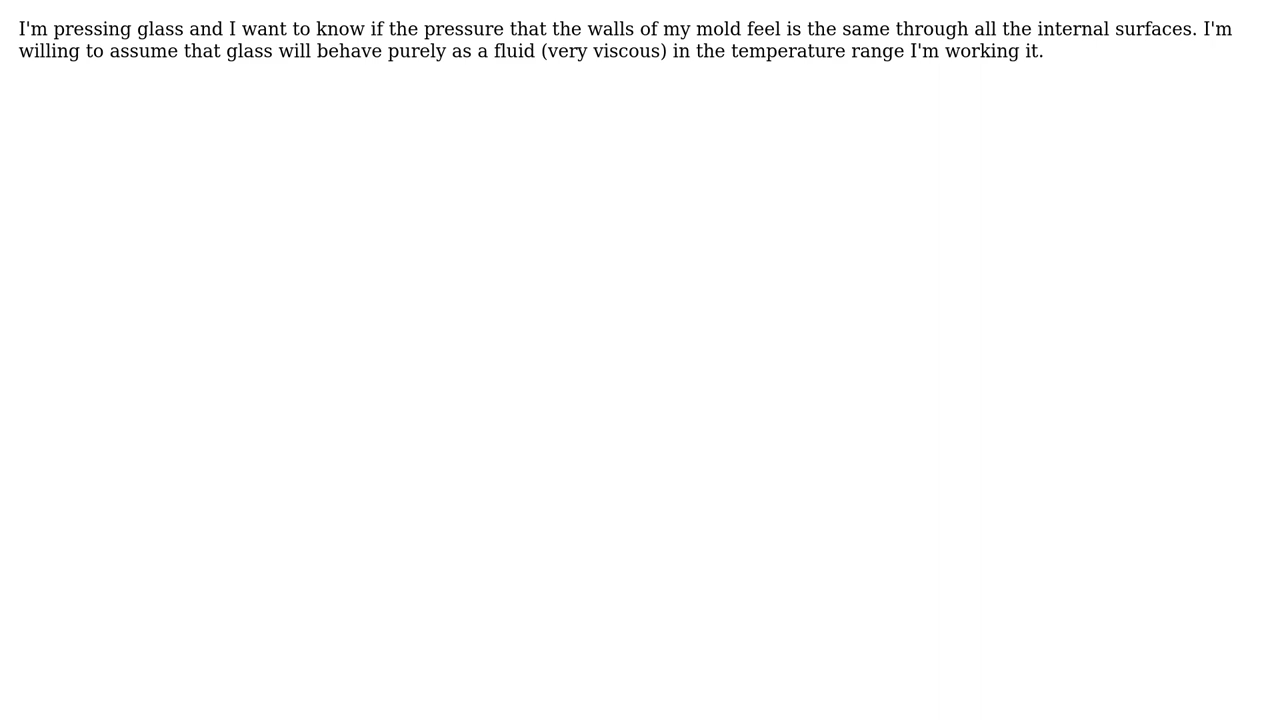 I'm pressing glass and I want to know if the pressure that the walls of my mold feel is the same through all the internal surfaces. I'm
willing to assume that glass will behave purely as a fluid (very viscous) in the temperature range I'm working it.